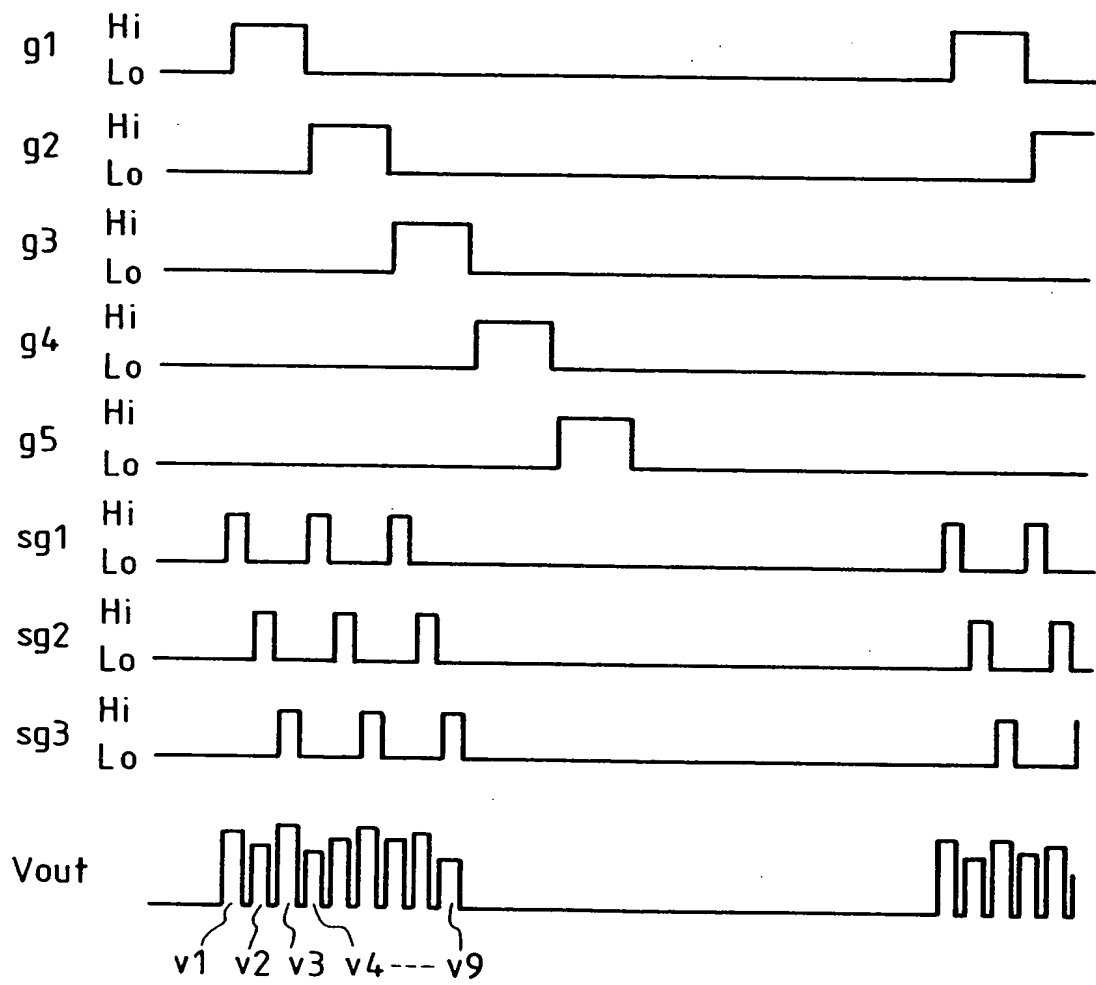 g1 Hi
Lo
g2 Hi
Lo
g3 Hi
Lo
g4 Hi
Lo
g5 Hi
Lo
sg1 Hi
Lo
sg2 Hi
Lo
sg3 Hi
Lo
Vout
v1 v2 v3 v4---- v9